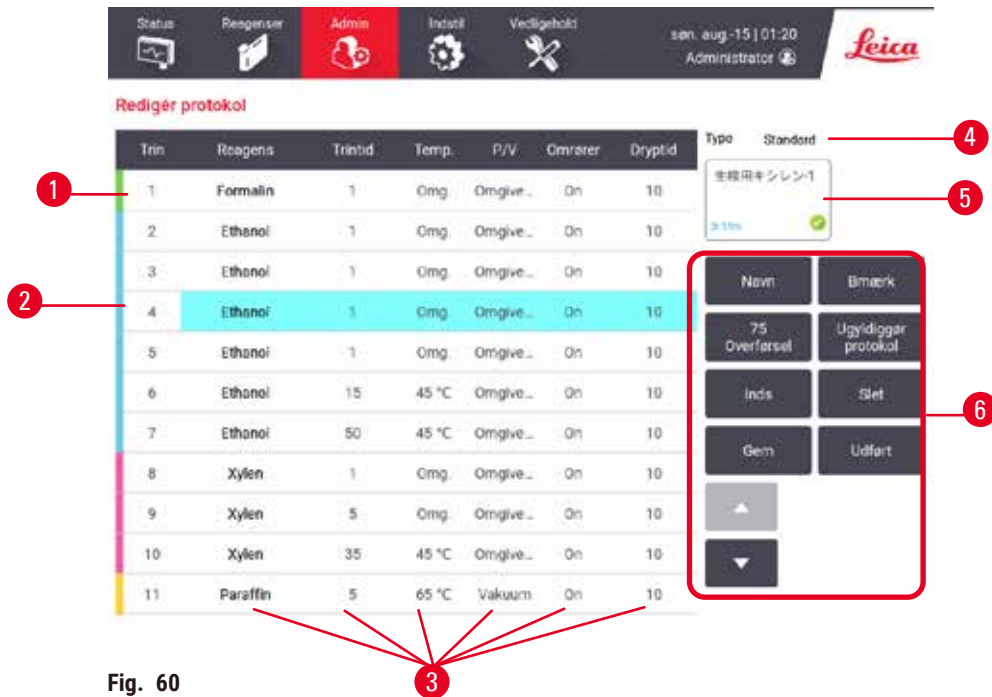 Status Reagenser Admin Indstil Vedligehold
søn. aug.-15 | 01:20
Administrator
Leica
Redigér protokol
Trin Reagens Trintid Temp. P/V Omrører Dryptid
Type Standard 4
1 1 Formalin 1 Omg. Omgive... On 10
生検用キシレン-1 5
2 Ethanol 1 Omg. Omgive... On 10
3 Ethanol 1 Omg. Omgive... On 10
Navn Bmærk
2 4 Ethanol 1 Omg. Omgive... On 10
75 Ugyldiggør
Overførsel protokol
5 Ethanol 1 Omg. Omgive... On 10
6 Ethanol 15 45 °C Omgive... On 10
Inds Slet 6
7 Ethanol 50 45 °C Omgive... On 10
Gem Udført
8 Xylen 1 Omg. Omgive... On 10
9 Xylen 5 Omg. Omgive... On 10
10 Xylen 35 45 °C Omgive... On 10
11 Paraffin 5 65 °C Vakuum On 10
Fig. 60 3